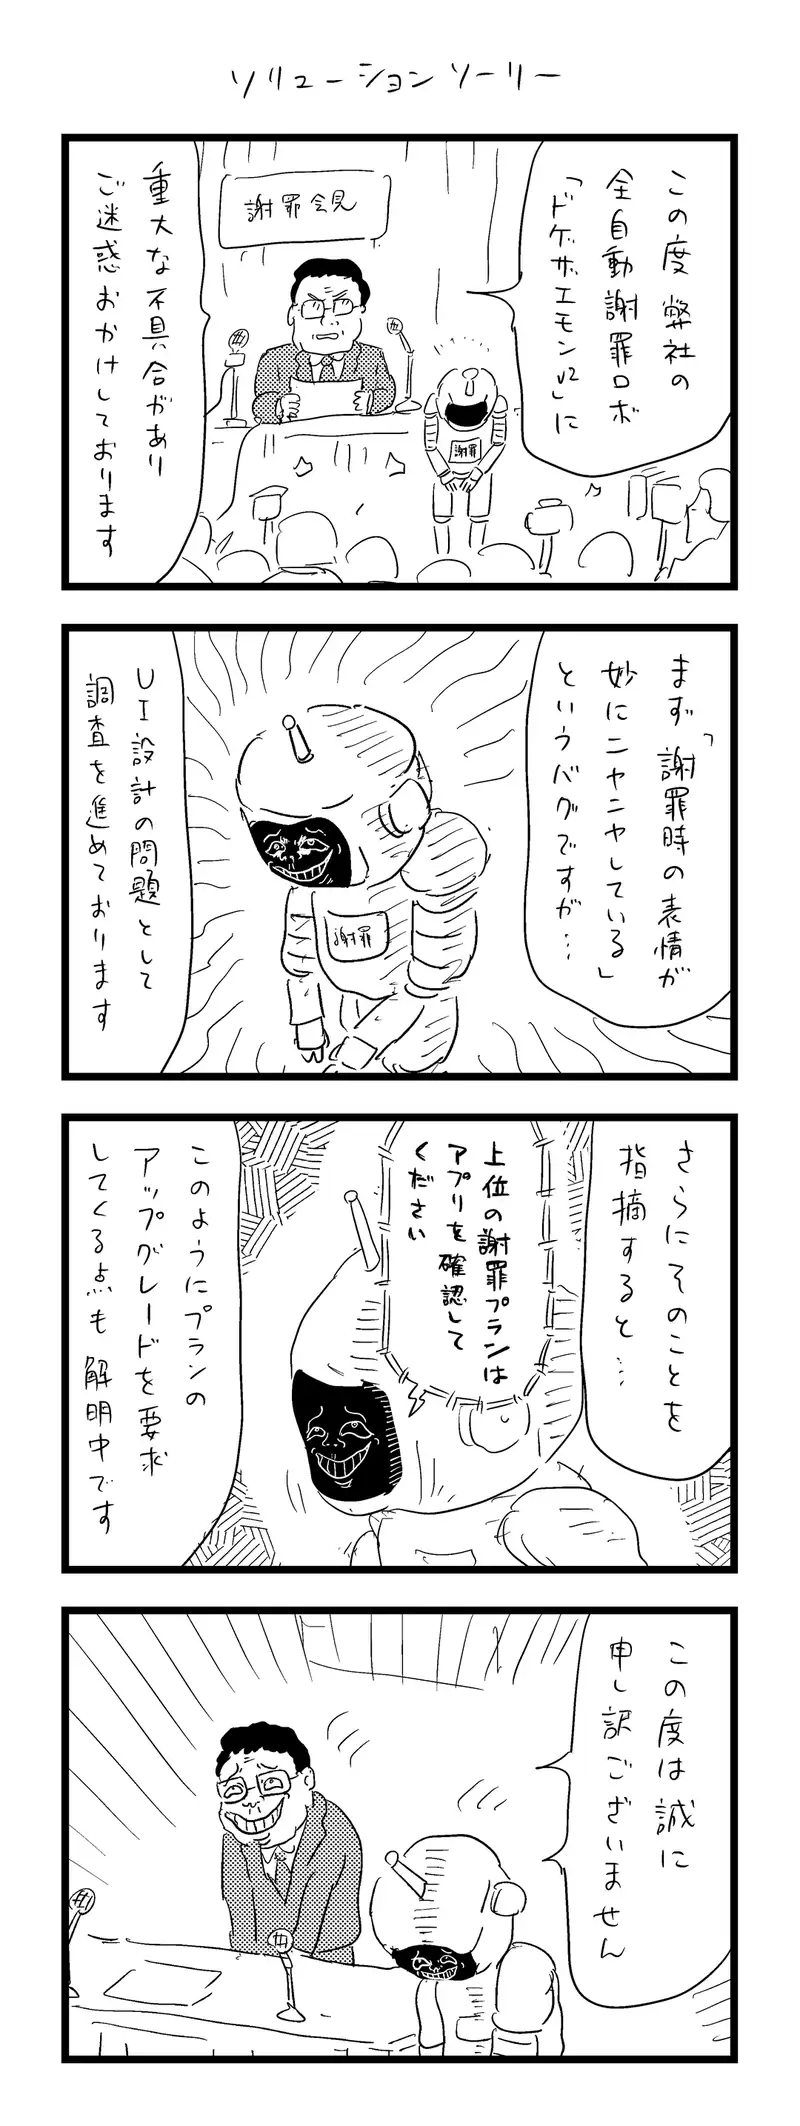 ソリューションソーリー
この度 弊社の
全自動謝罪ロボ
「ドゲザエモンv2」に
謝罪会見
謝罪
重大な不具合があり
ご迷惑おかけしております
まず「謝罪時の表情が
妙にニヤニヤしている」
というバグですが…
謝罪
UI設計の問題として
調査を進めております
さらにそのことを
指摘すると…
上位の謝罪プランは
アプリを確認して
ください
このようにプランの
アップグレードを要求
してくる点も解明中です
この度は誠に
申し訳ございません